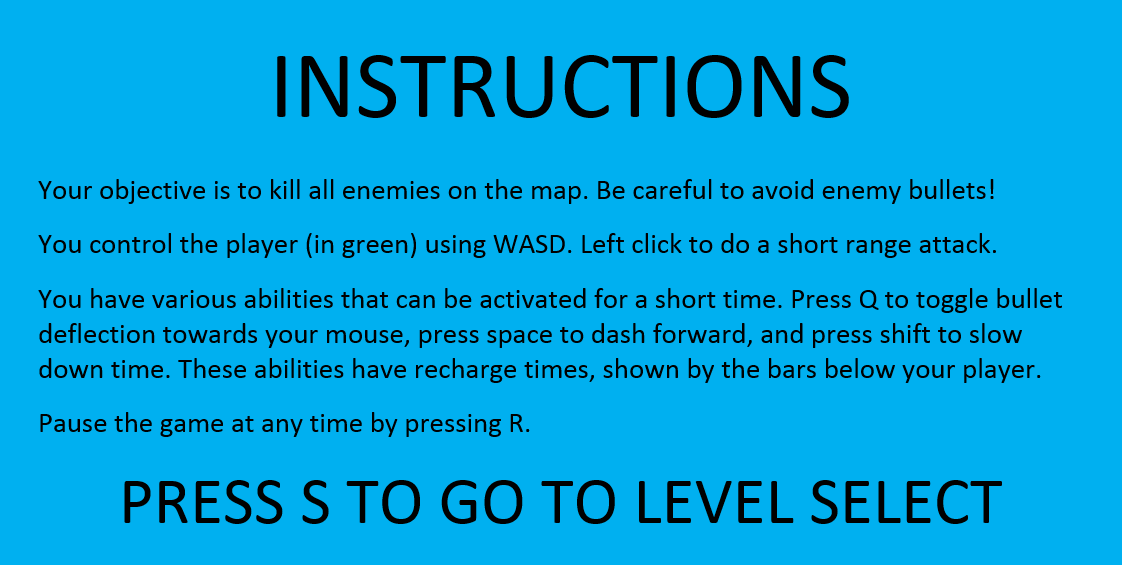 INSTRUCTIONS
Your objective is to kill all enemies on the map. Be careful to avoid enemy bullets!
You control the player (in green) using WASD. Left click to do a short range attack.
You have various abilities that can be activated for a short time. Press Q to toggle bullet
deflection towards your mouse, press space to dash forward, and press shift to slow
down time. These abilities have recharge times, shown by the bars below your player.
Pause the game at any time by pressing R.
PRESS S TO GO TO LEVEL SELECT